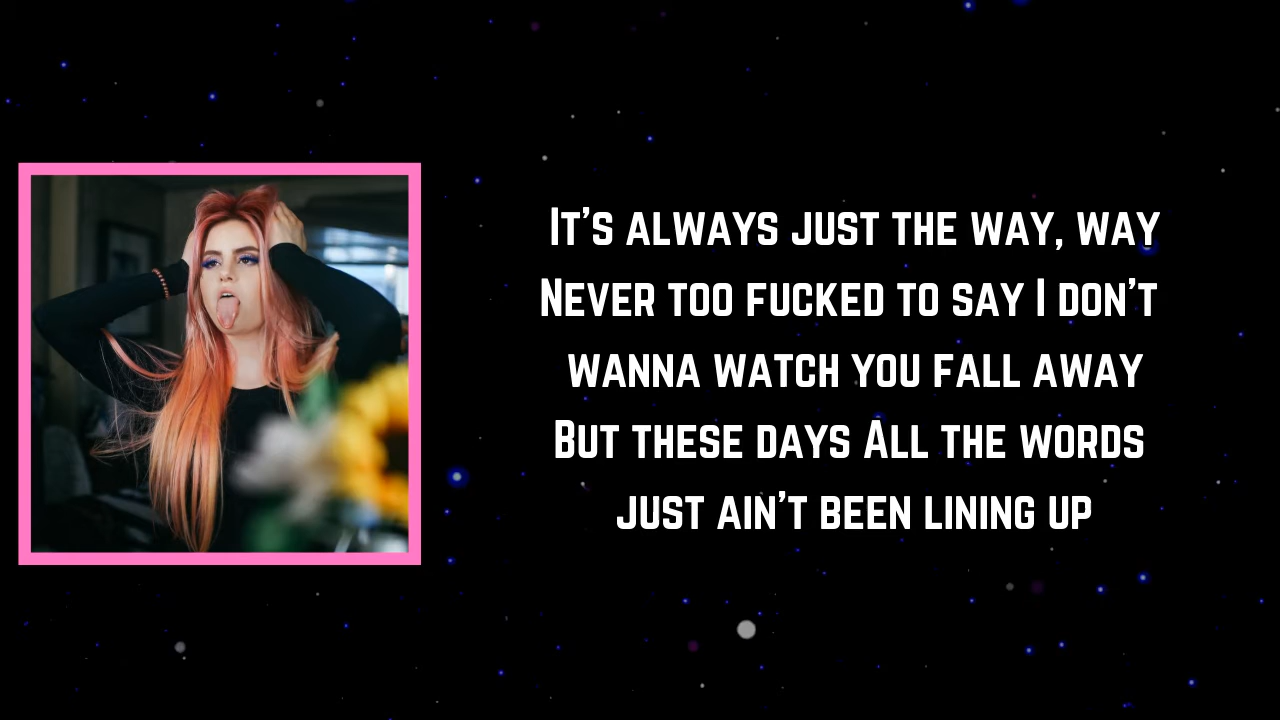 It's always just the way, way
Never too fucked to say I don't
wanna watch you fall away
But these days All the words
just ain't been lining up